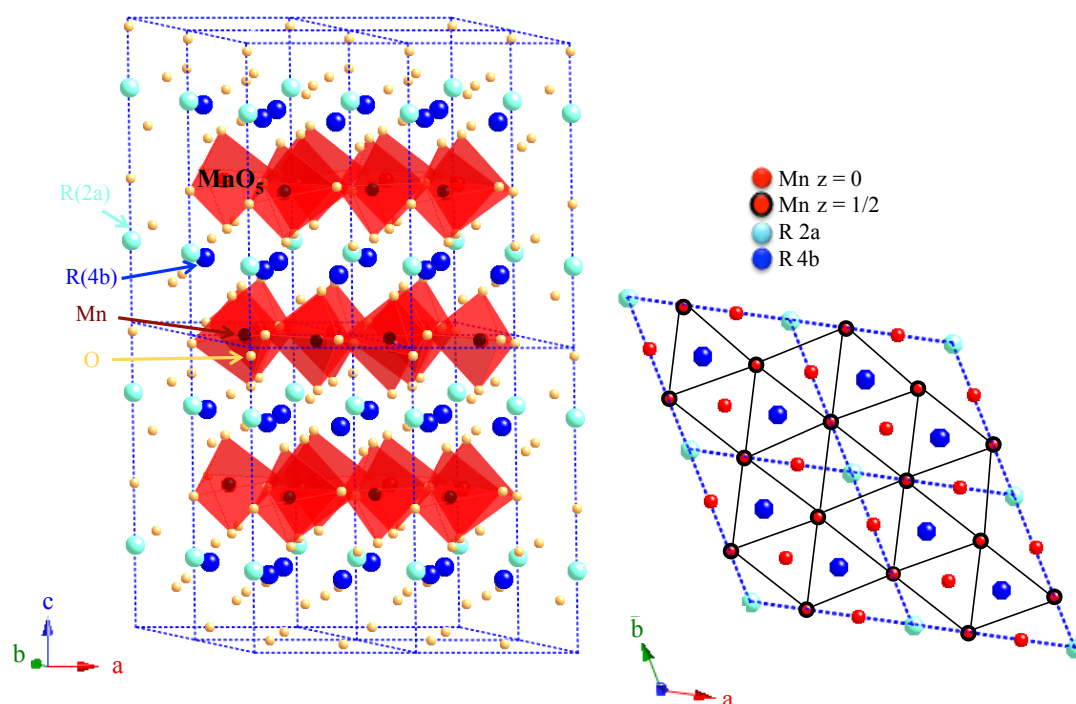 MnO₅
R(2a)
R(4b)
Mn
O
c
b
a
Mn z = 0
Mn z = 1/2
R 2a
R 4b
b̅
a